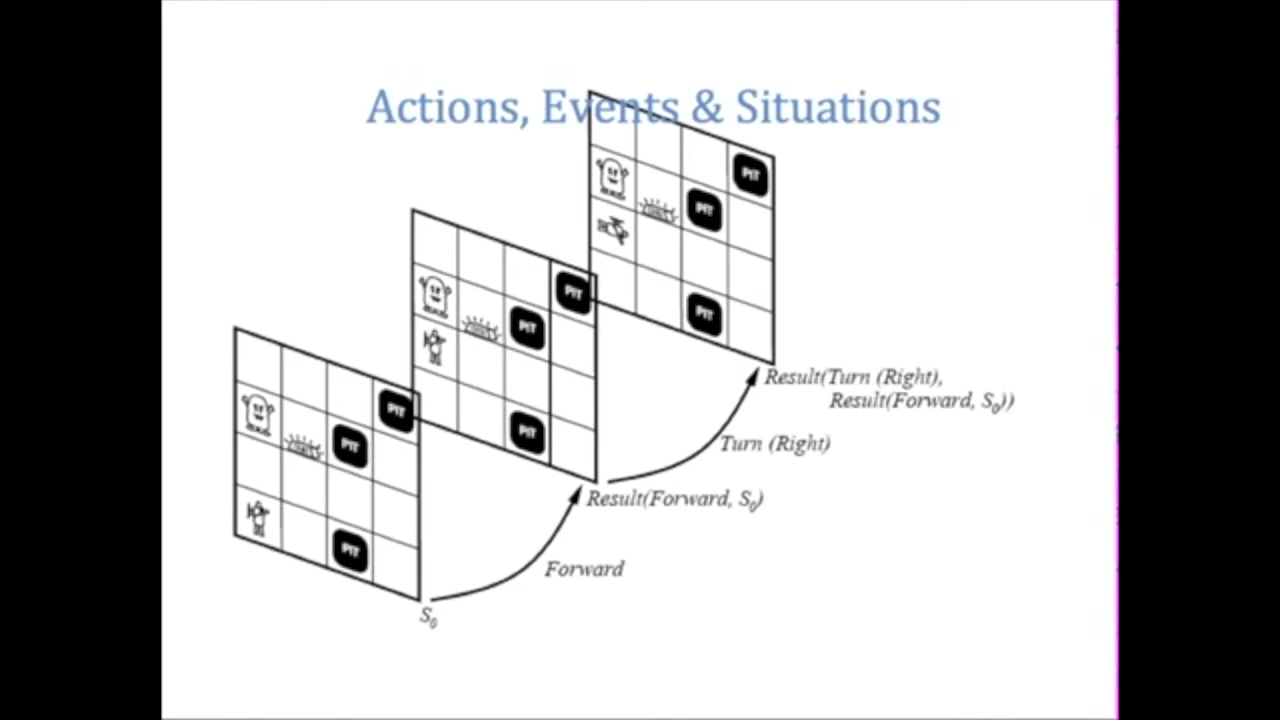 Actions, Events & Situations
PIT
PIT
PIT
PIT
PIT
PIT
PIT
PIT
PIT
Result(Turn (Right),
Result(Forward, S0))
Turn (Right)
Result(Forward, S0)
Forward
S0